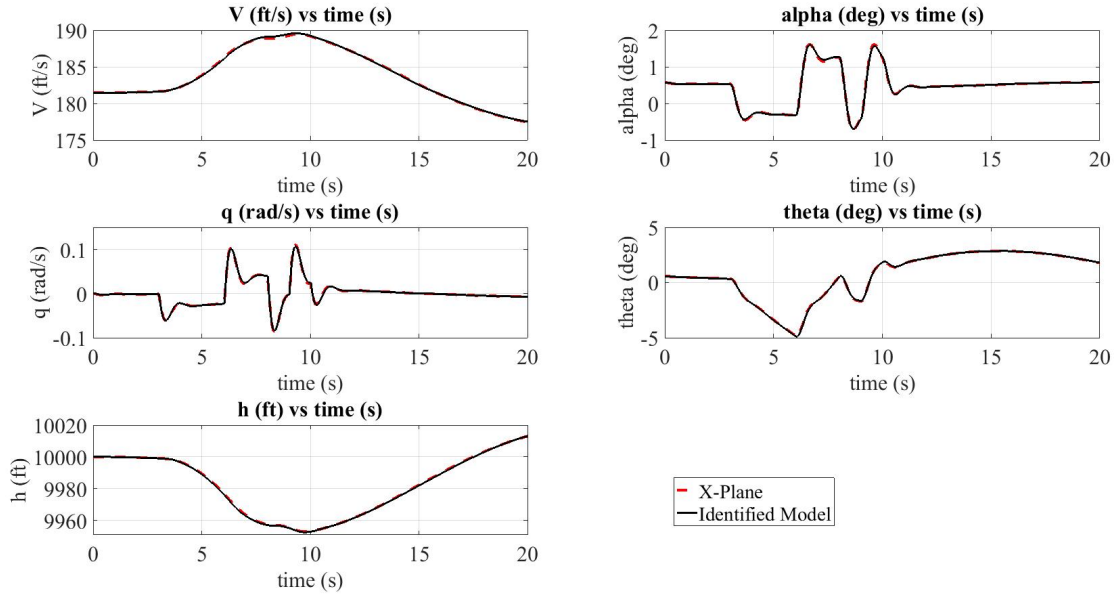 V (ft/s) vs time (s)
V (ft/s)
190
185
180
175
0 5 10 15 20
time (s)
alpha (deg) vs time (s)
alpha (deg)
2
1
0
-1
0 5 10 15 20
time (s)
q (rad/s) vs time (s)
q (rad/s)
0.1
0
-0.1
0 5 10 15 20
time (s)
theta (deg) vs time (s)
theta (deg)
5
0
-5
0 5 10 15 20
time (s)
h (ft) vs time (s)
h (ft)
10020
10000
9980
9960
0 5 10 15 20
time (s)
X-Plane
Identified Model